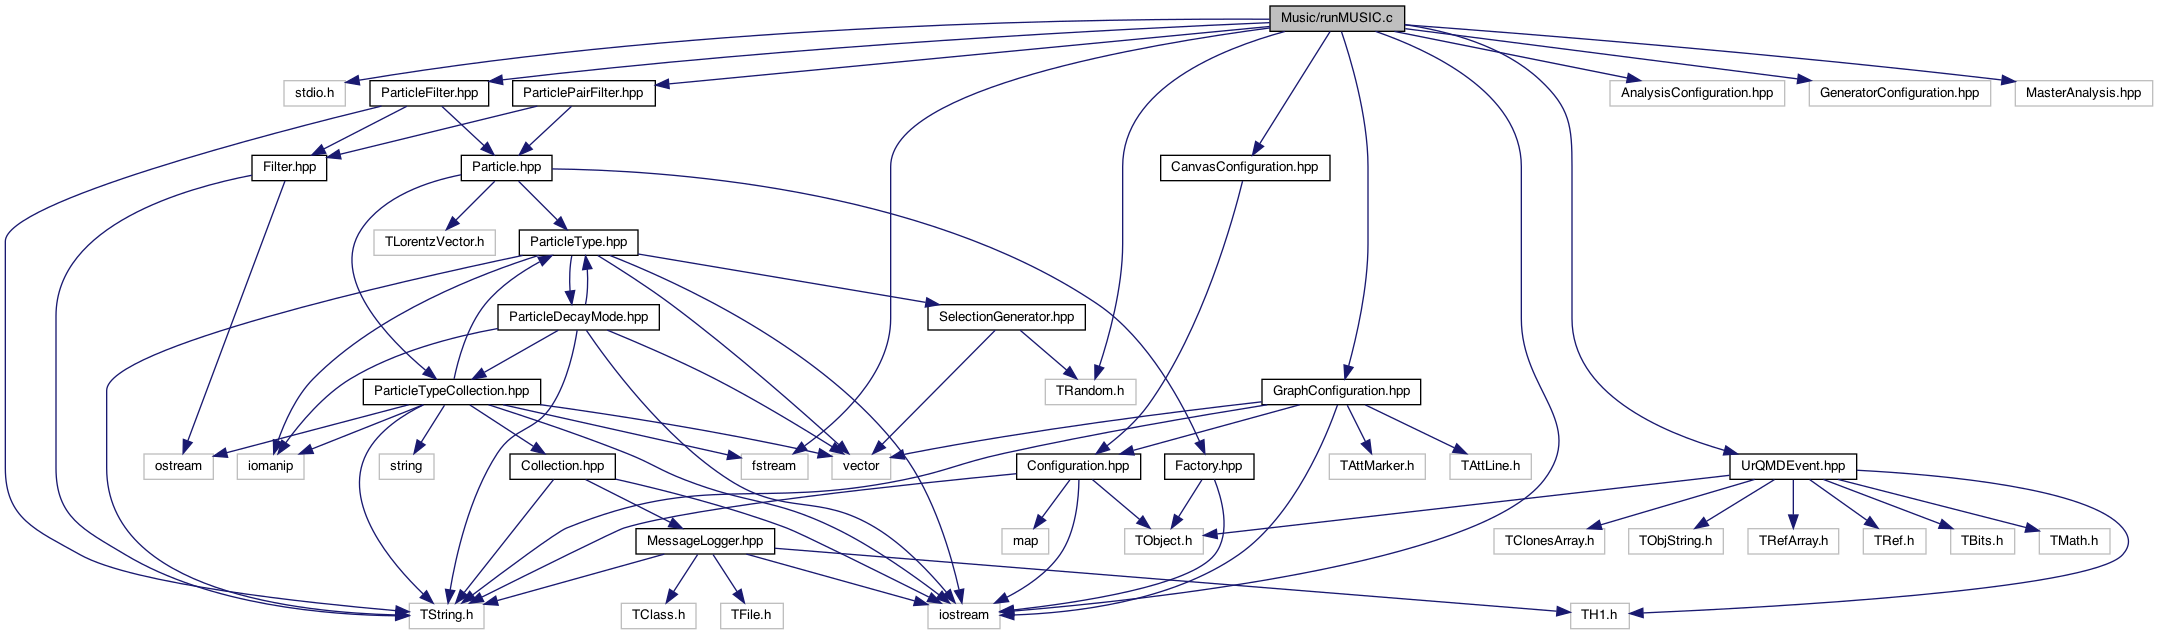 Music/runMUSIC.c
stdio.h
ParticleFilter.hpp
ParticlePairFilter.hpp
AnalysisConfiguration.hpp
GeneratorConfiguration.hpp
MasterAnalysis.hpp
Filter.hpp
Particle.hpp
CanvasConfiguration.hpp
TLorentzVector.h
ParticleType.hpp
ParticleDecayMode.hpp
SelectionGenerator.hpp
ParticleTypeCollection.hpp
TRandom.h
GraphConfiguration.hpp
ostream
iomanip
string
Collection.hpp
fstream
vector
Configuration.hpp
Factory.hpp
TAttMarker.h
TAttLine.h
UrQMDEvent.hpp
MessageLogger.hpp
map
TObject.h
TClonesArray.h
TObjString.h
TRefArray.h
TRef.h
TBits.h
TMath.h
TString.h
TClass.h
TFile.h
iostream
TH1.h